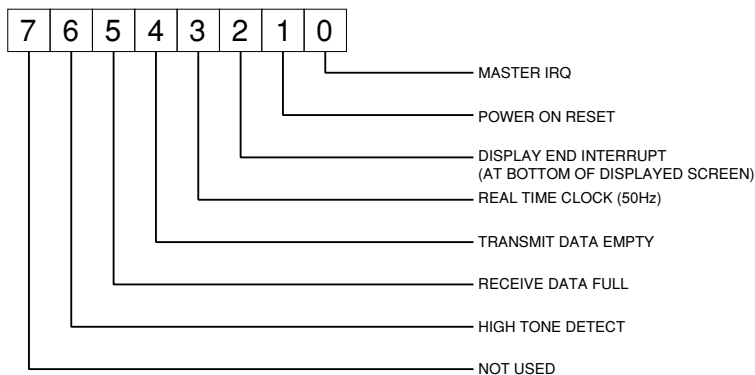 7 6 5 4 3 2 1 0
MASTER IRQ
POWER ON RESET
DISPLAY END INTERRUPT
(AT BOTTOM OF DISPLAYED SCREEN)
REAL TIME CLOCK (50Hz)
TRANSMIT DATA EMPTY
RECEIVE DATA FULL
HIGH TONE DETECT
NOT USED